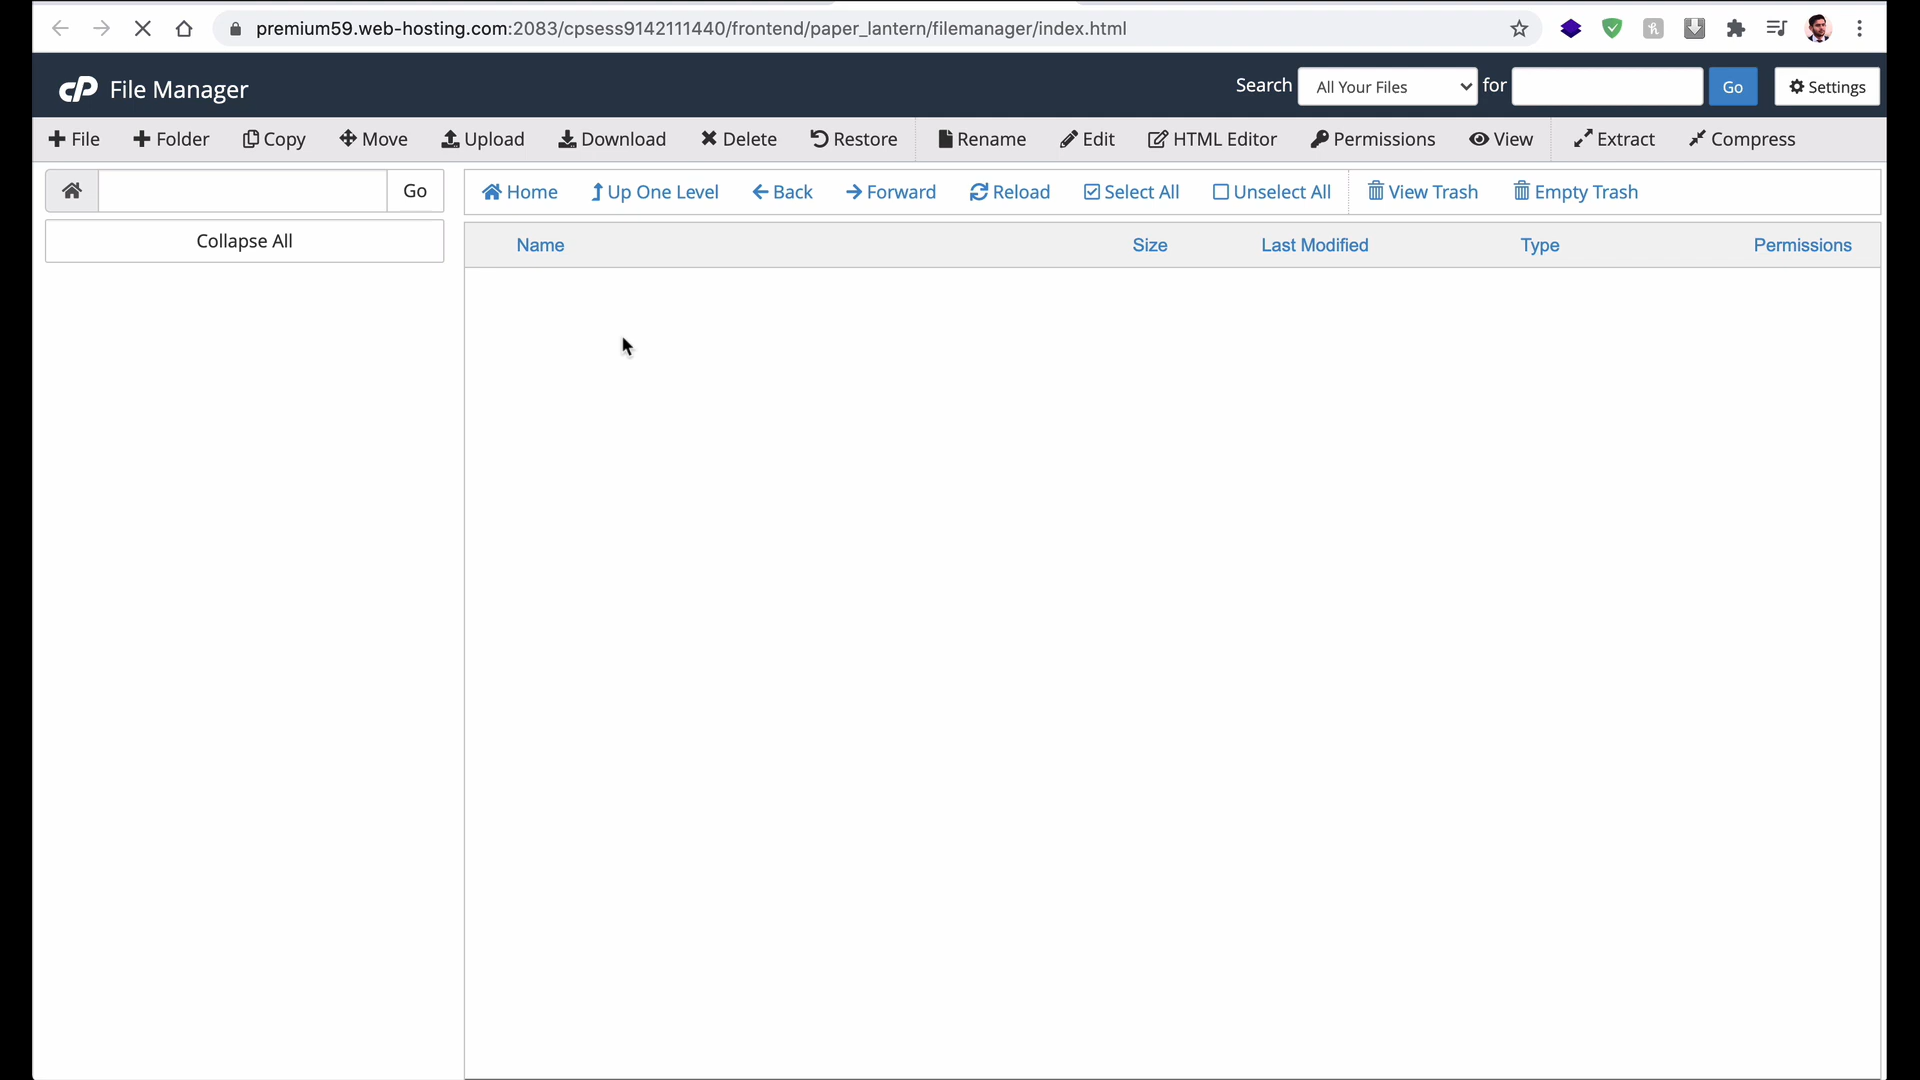 premium59.web-hosting.com:2083/cpsess9142111440/frontend/paper_lantern/filemanager/index.html
cP File Manager
Search All Your Files for Go Settings
File Folder Copy Move Upload Download Delete Restore Rename Edit HTML Editor Permissions View Extract Compress
Go Home Up One Level Back Forward Reload Select All Unselect All View Trash Empty Trash
Collapse All
Name Size Last Modified Type Permissions